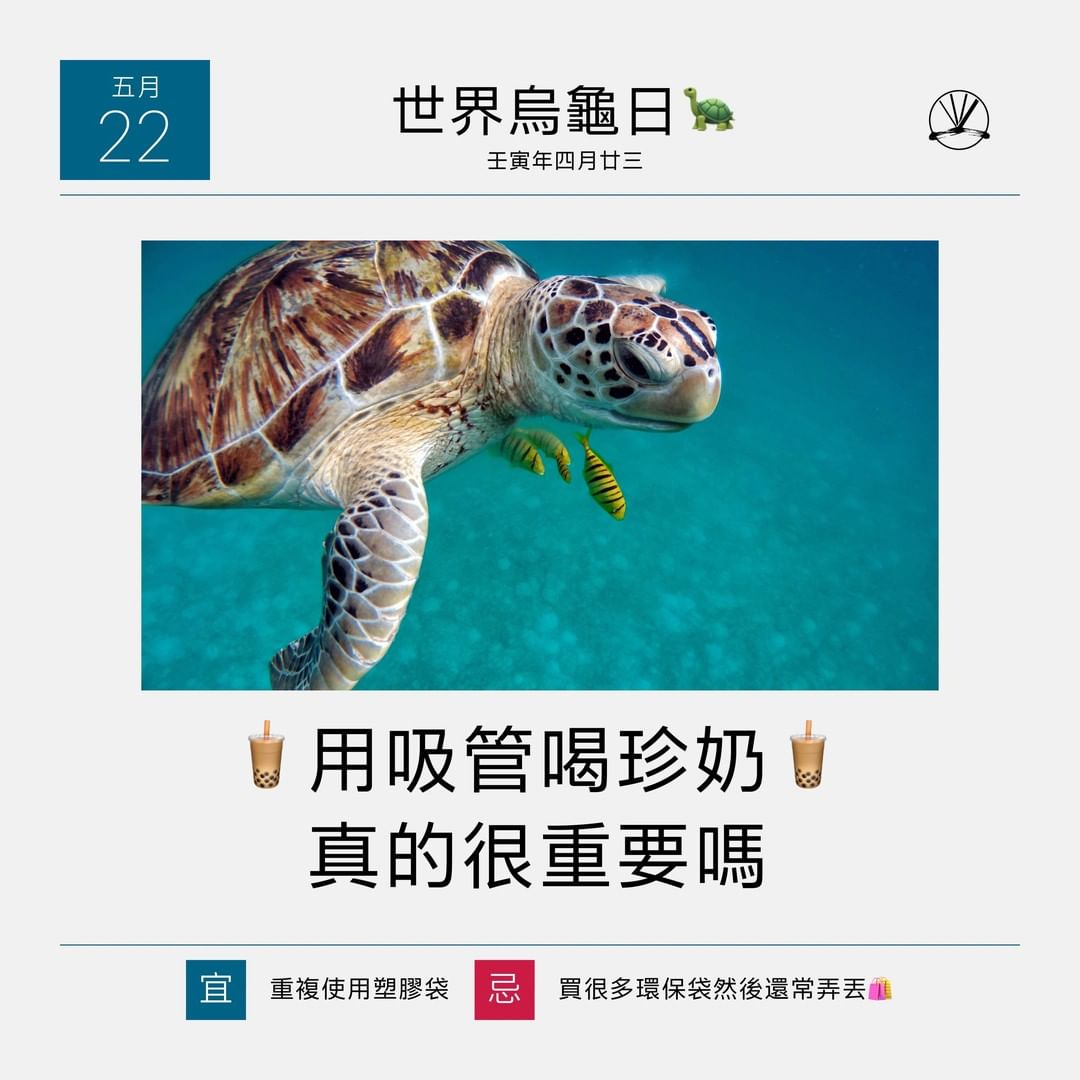 五月
22
世界烏龜日🐢
壬寅年四月廿三
🧋用吸管喝珍奶🧋
真的很重要嗎
宜 重複使用塑膠袋 忌 買很多環保袋然後還常弄丟🛍️